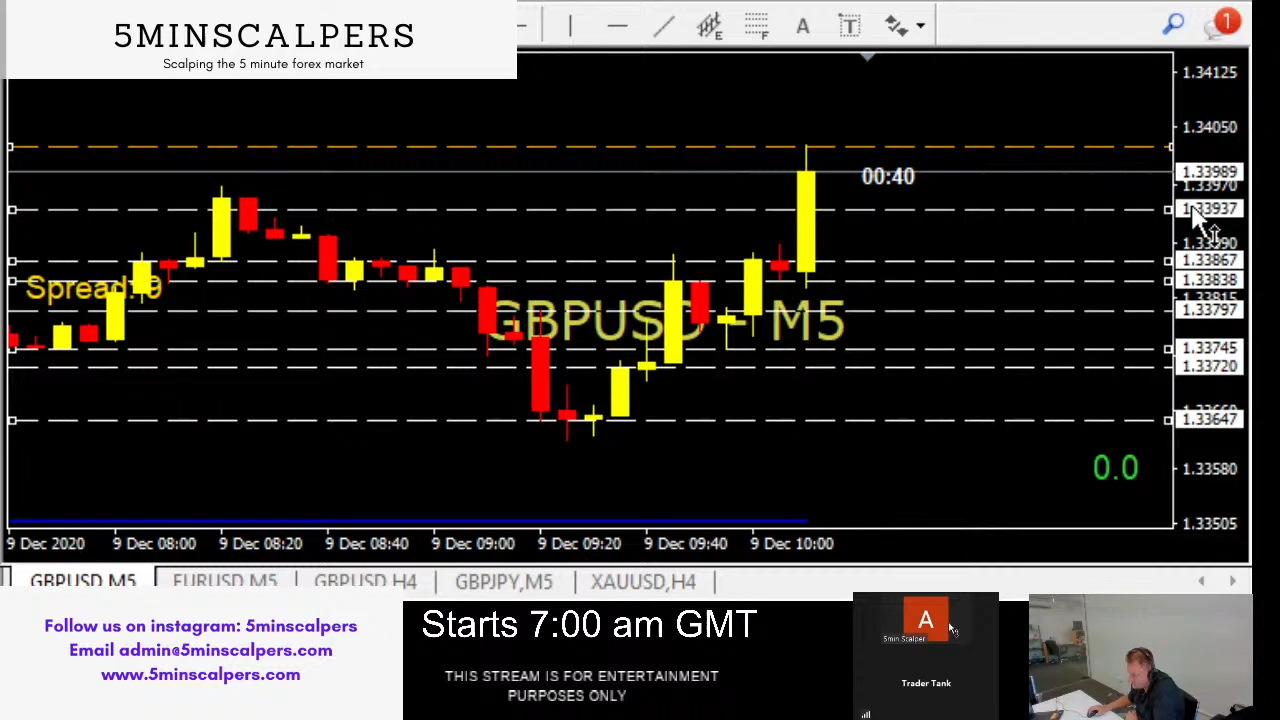 5MINSCALPERS
Scalping the 5 minute forex market
E
F
A
T
1
1.34125
1.34050
00:40
1.33989
1.33970
1.33937
1.33867
1.33838
Spread: 9
1.33815
1.33797
GBPUSD - M5
1.33745
1.33720
1.33647
0.0
1.33580
1.33505
9 Dec 2020
9 Dec 08:00
9 Dec 08:20
9 Dec 08:40
9 Dec 09:00
9 Dec 09:20
9 Dec 09:40
9 Dec 10:00
GBPUSD,M5
EURUSD,M5
GBPUSD,H4
GBPJPY,M5
XAUUSD,H4
Follow us on instagram: 5minscalpers
Email admin@5minscalpers.com
www.5minscalpers.com
Starts 7:00 am GMT
THIS STREAM IS FOR ENTERTAINMENT
PURPOSES ONLY
A
5min Scalper
Trader Tank